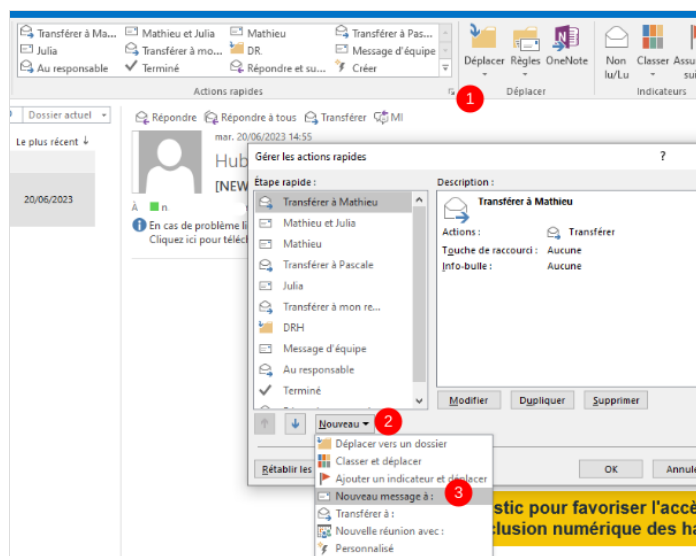 Transférer à Ma... Mathieu et Julia Mathieu Transférer à Pas...
Julia Transférer à mo... DR. Message d'équipe
Au responsable Terminé Répondre et su... Créer
Déplacer Règles OneNote Non lu/Lu Classer
Actions rapides Déplacer Indicateurs
1
Dossier actuel
Répondre Répondre à tous Transférer MI
Le plus récent
mar. 20/06/2023 14:55
Hub
[NEW
20/06/2023
À n.
En cas de problème
Cliquez ici pour
Gérer les actions rapides ?
Étape rapide :
Transférer à Mathieu
Mathieu et Julia
Mathieu
Transférer à Pascale
Julia
Transférer à mon re...
DRH
Message d'équipe
Au responsable
Terminé
Description :
Transférer à Mathieu
Actions : Transférer
Touche de raccourci : Aucune
Info-bulle : Aucune
Modifier Dupliquer Supprimer
Nouveau 2
Rétablir les
OK Annule
Déplacer vers un dossier
Classer et déplacer
Ajouter un indicateur et déplacer
Nouveau message à : 3
Transférer à :
Nouvelle réunion avec :
Personnalisé
stic pour favoriser l'accè
clusion numérique des ha